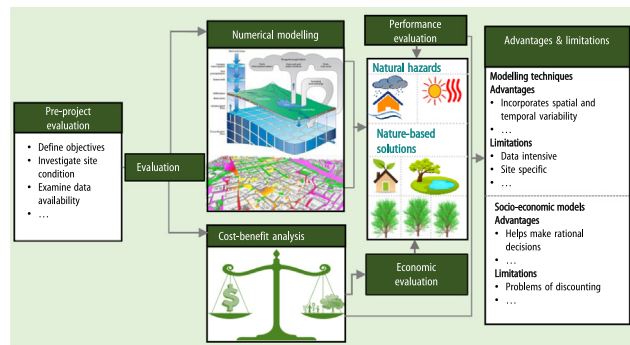 Pre-project
evaluation
• Define objectives
• Investigate site
condition
• Examine data
availability
• …
Evaluation
Numerical modelling
Cost-benefit analysis
$
Performance
evaluation
Natural hazards
Nature-based
solutions
Economic
evaluation
Advantages & limitations
Modelling techniques
Advantages
• Incorporates spatial and
temporal variability
• …
Limitations
• Data intensive
• Site specific
• …
Socio-economic models
Advantages
• Helps make rational
decisions
• …
Limitations
• Problems of discounting
• …